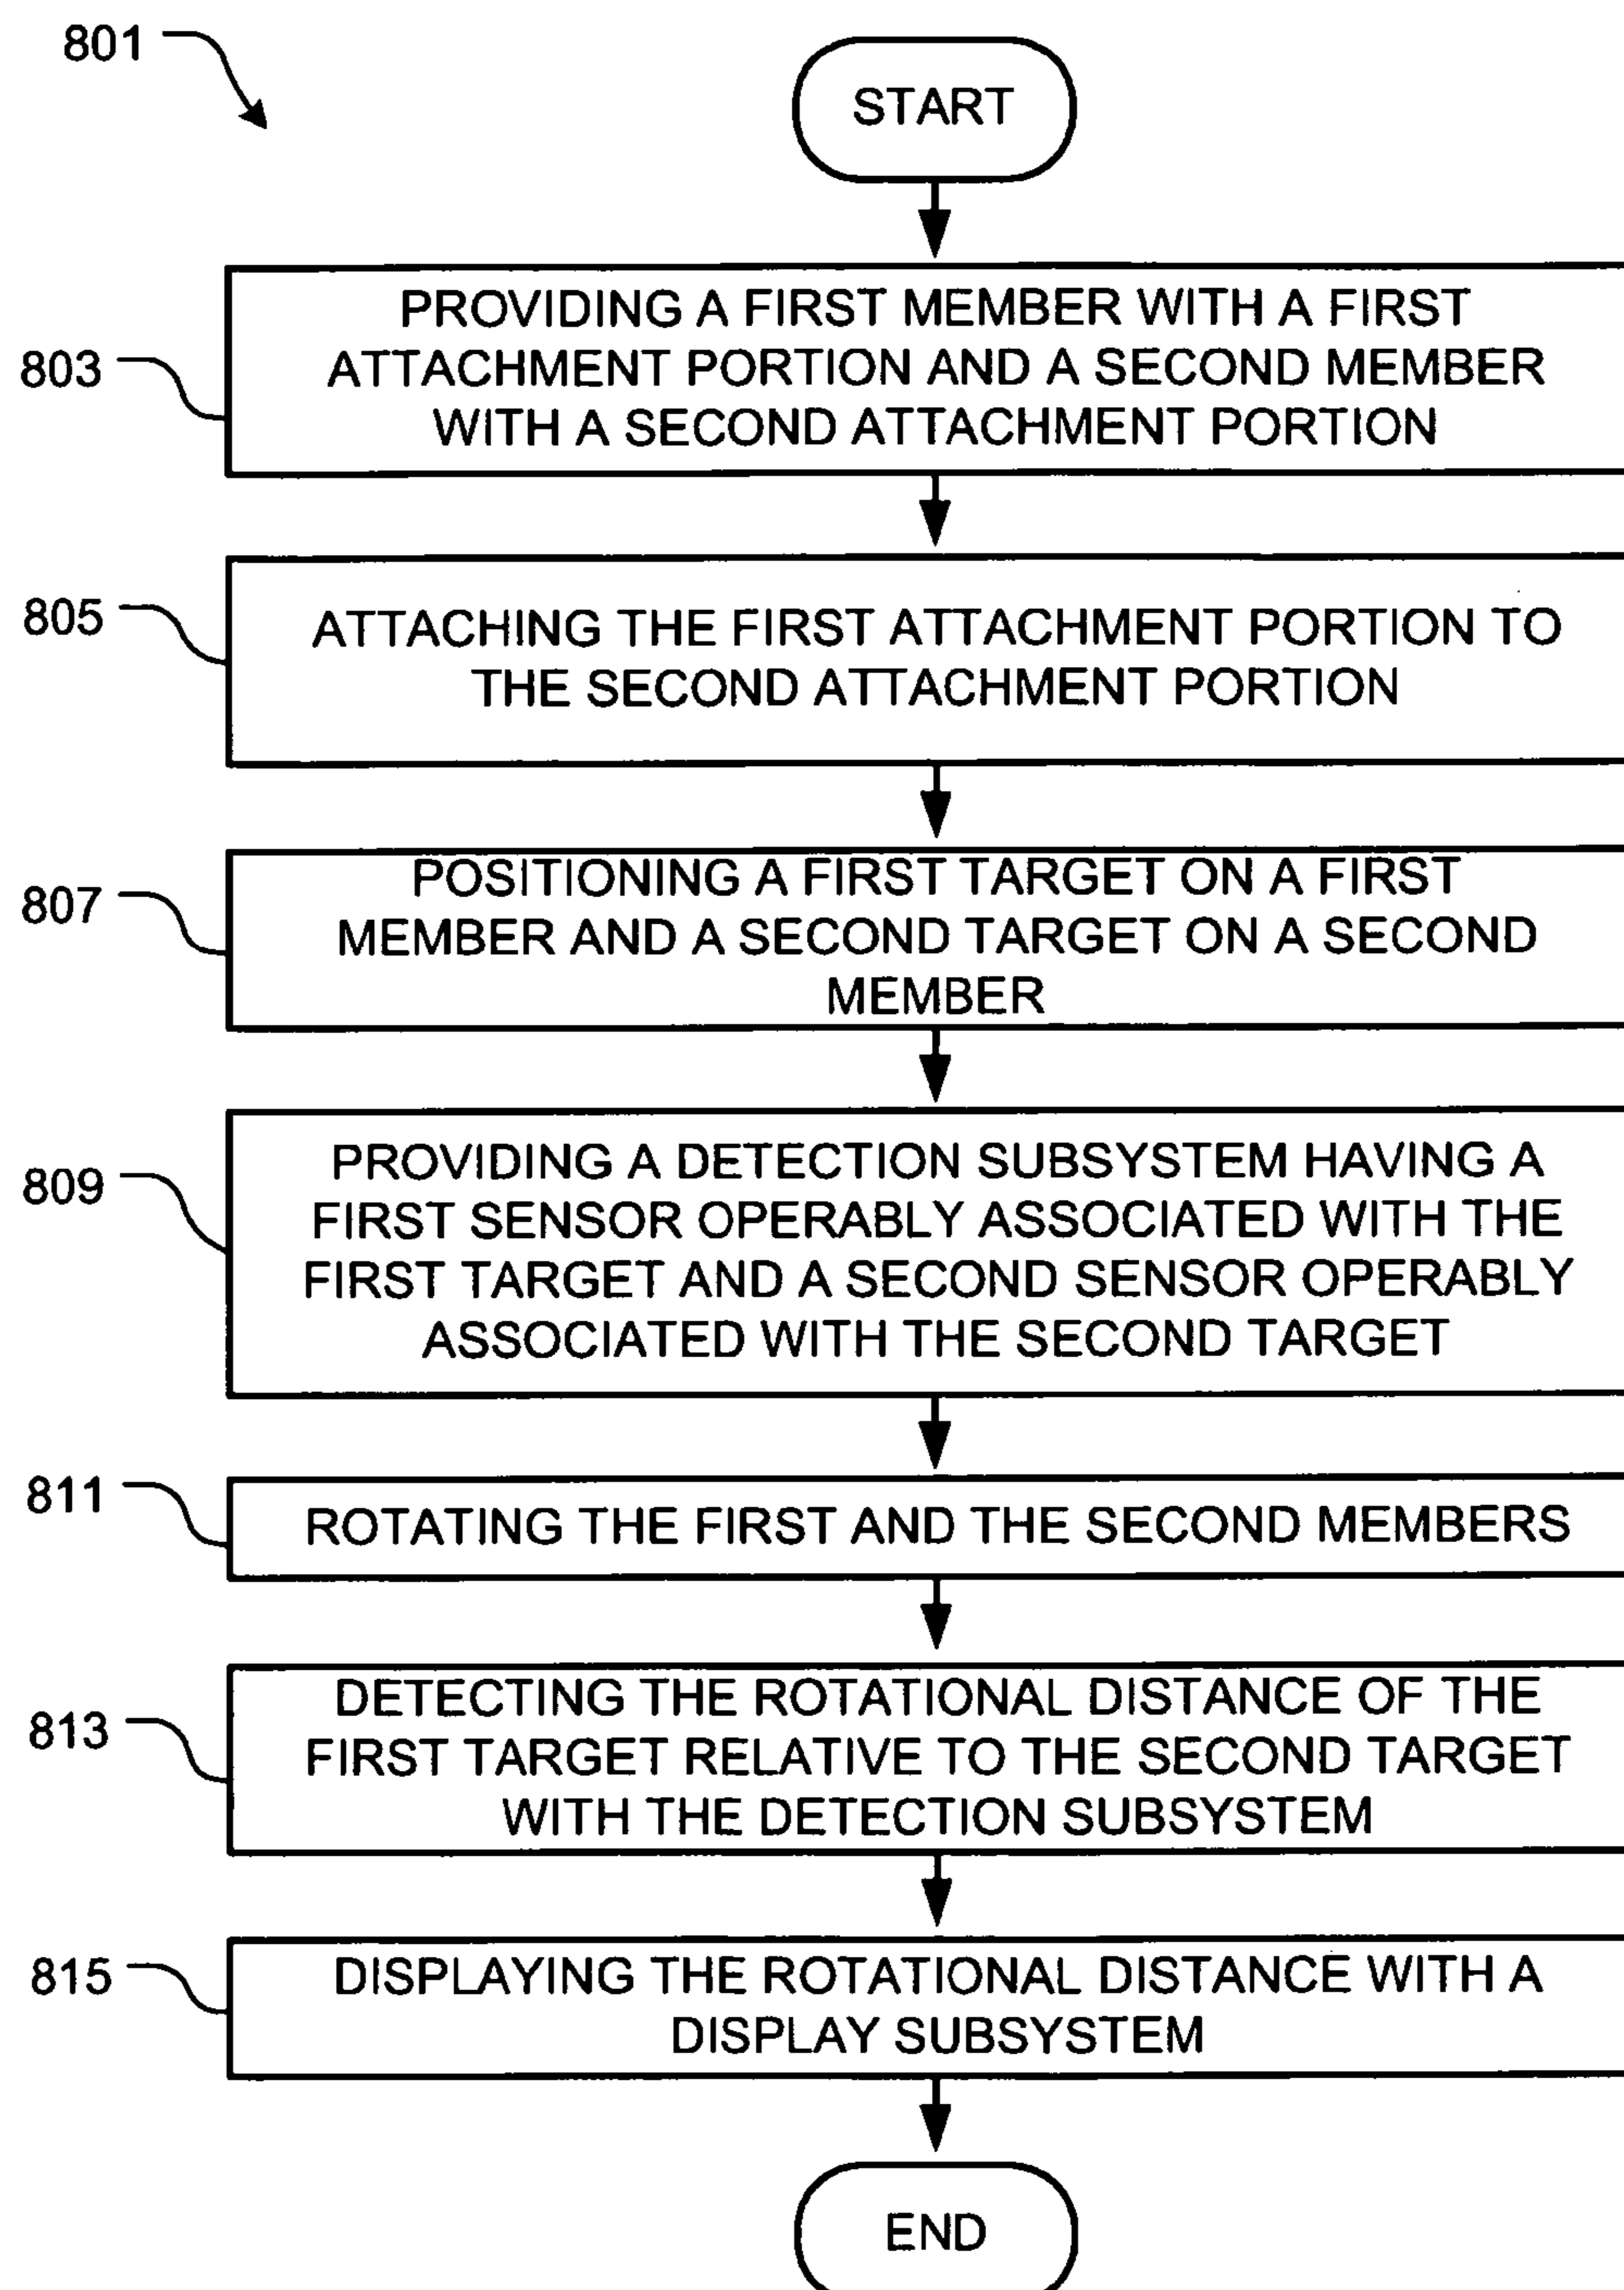 801
START
803
PROVIDING A FIRST MEMBER WITH A FIRST
ATTACHMENT PORTION AND A SECOND MEMBER
WITH A SECOND ATTACHMENT PORTION
805
ATTACHING THE FIRST ATTACHMENT PORTION TO
THE SECOND ATTACHMENT PORTION
807
POSITIONING A FIRST TARGET ON A FIRST
MEMBER AND A SECOND TARGET ON A SECOND
MEMBER
809
PROVIDING A DETECTION SUBSYSTEM HAVING A
FIRST SENSOR OPERABLY ASSOCIATED WITH THE
FIRST TARGET AND A SECOND SENSOR OPERABLY
ASSOCIATED WITH THE SECOND TARGET
811
ROTATING THE FIRST AND THE SECOND MEMBERS
813
DETECTING THE ROTATIONAL DISTANCE OF THE
FIRST TARGET RELATIVE TO THE SECOND TARGET
WITH THE DETECTION SUBSYSTEM
815
DISPLAYING THE ROTATIONAL DISTANCE WITH A
DISPLAY SUBSYSTEM
END